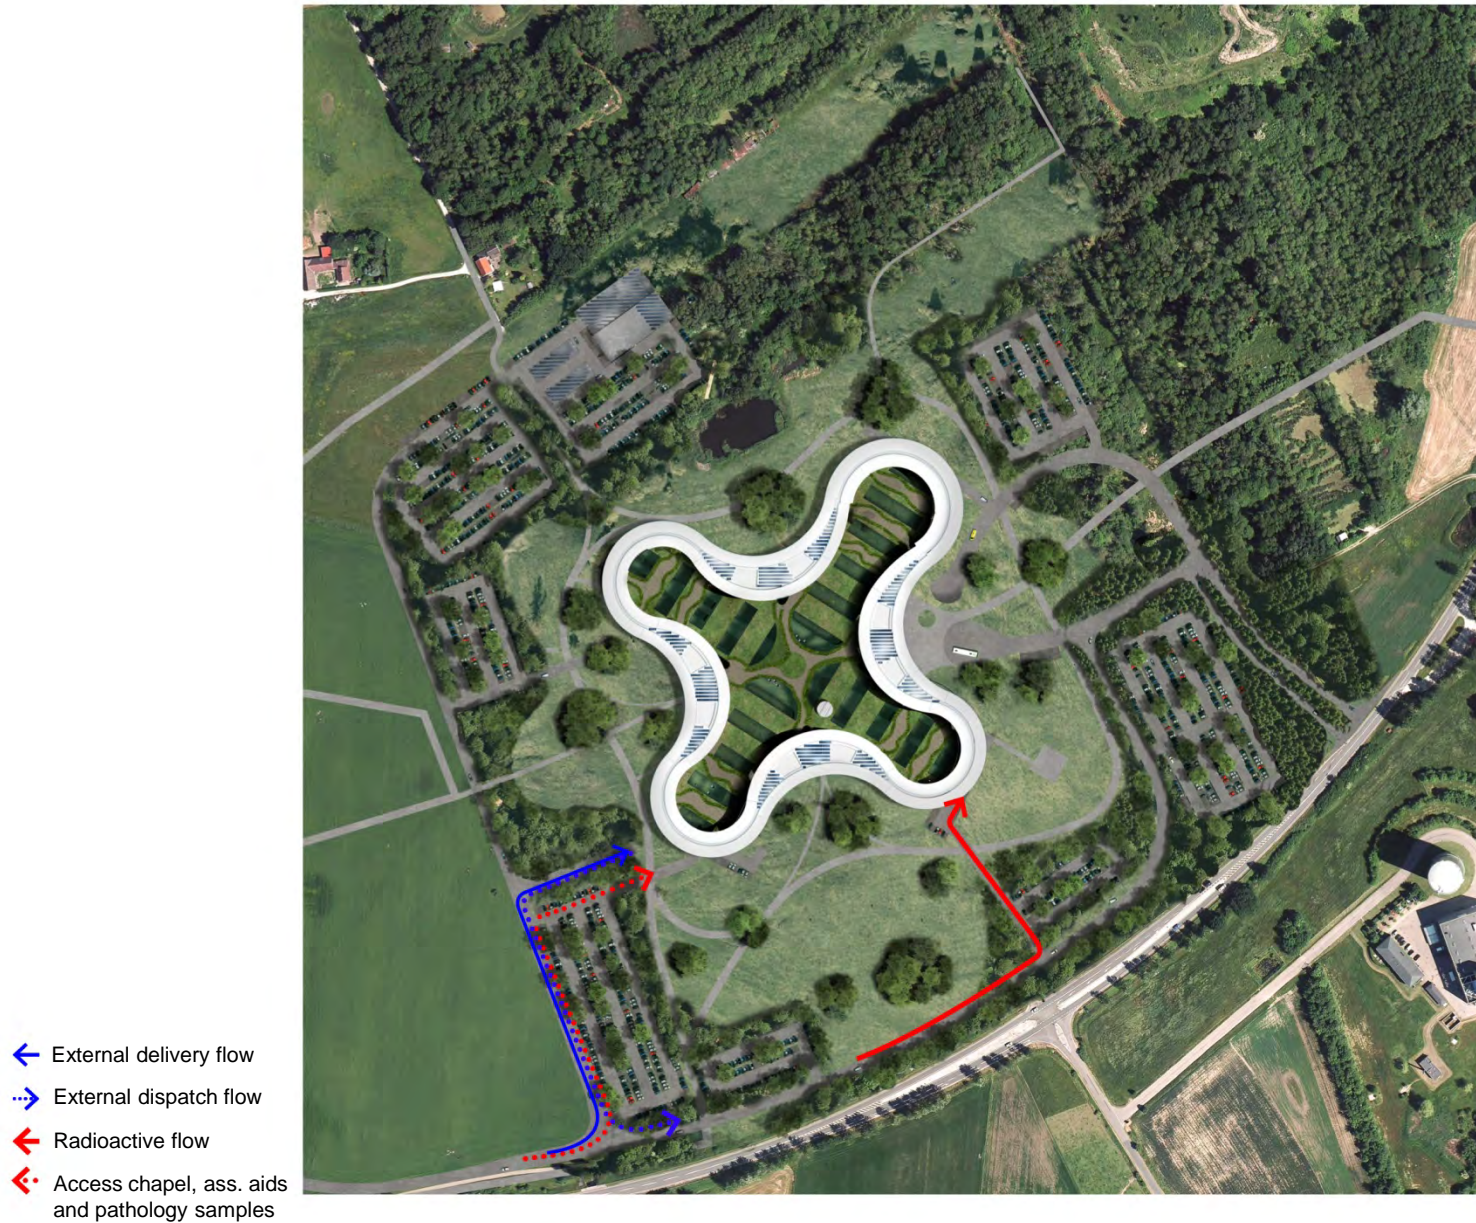 External delivery flow
External dispatch flow
Radioactive flow
Access chapel, ass. aids
and pathology samples